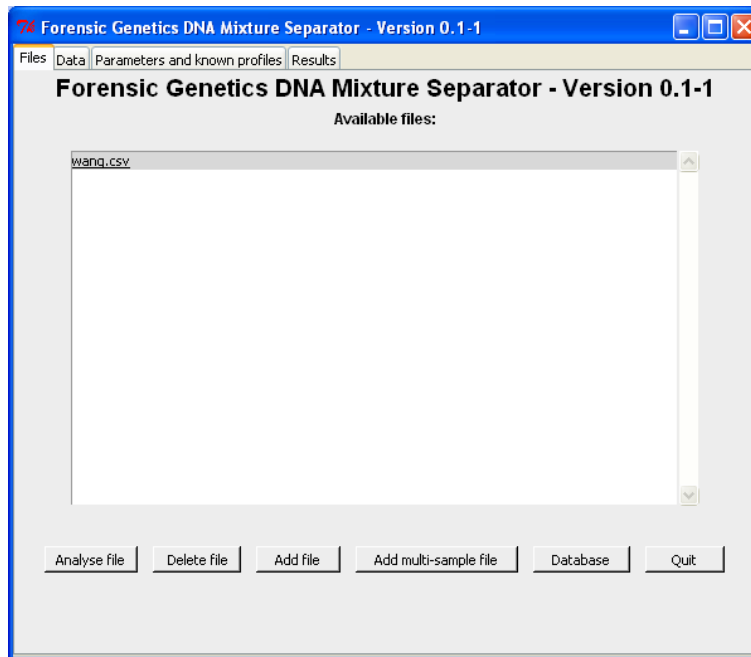 Forensic Genetics DNA Mixture Separator - Version 0.1-1
Files Data Parameters and known profiles Results
Forensic Genetics DNA Mixture Separator - Version 0.1-1
Available files:
wang.csv
Analyse file Delete file Add file Add multi-sample file Database Quit